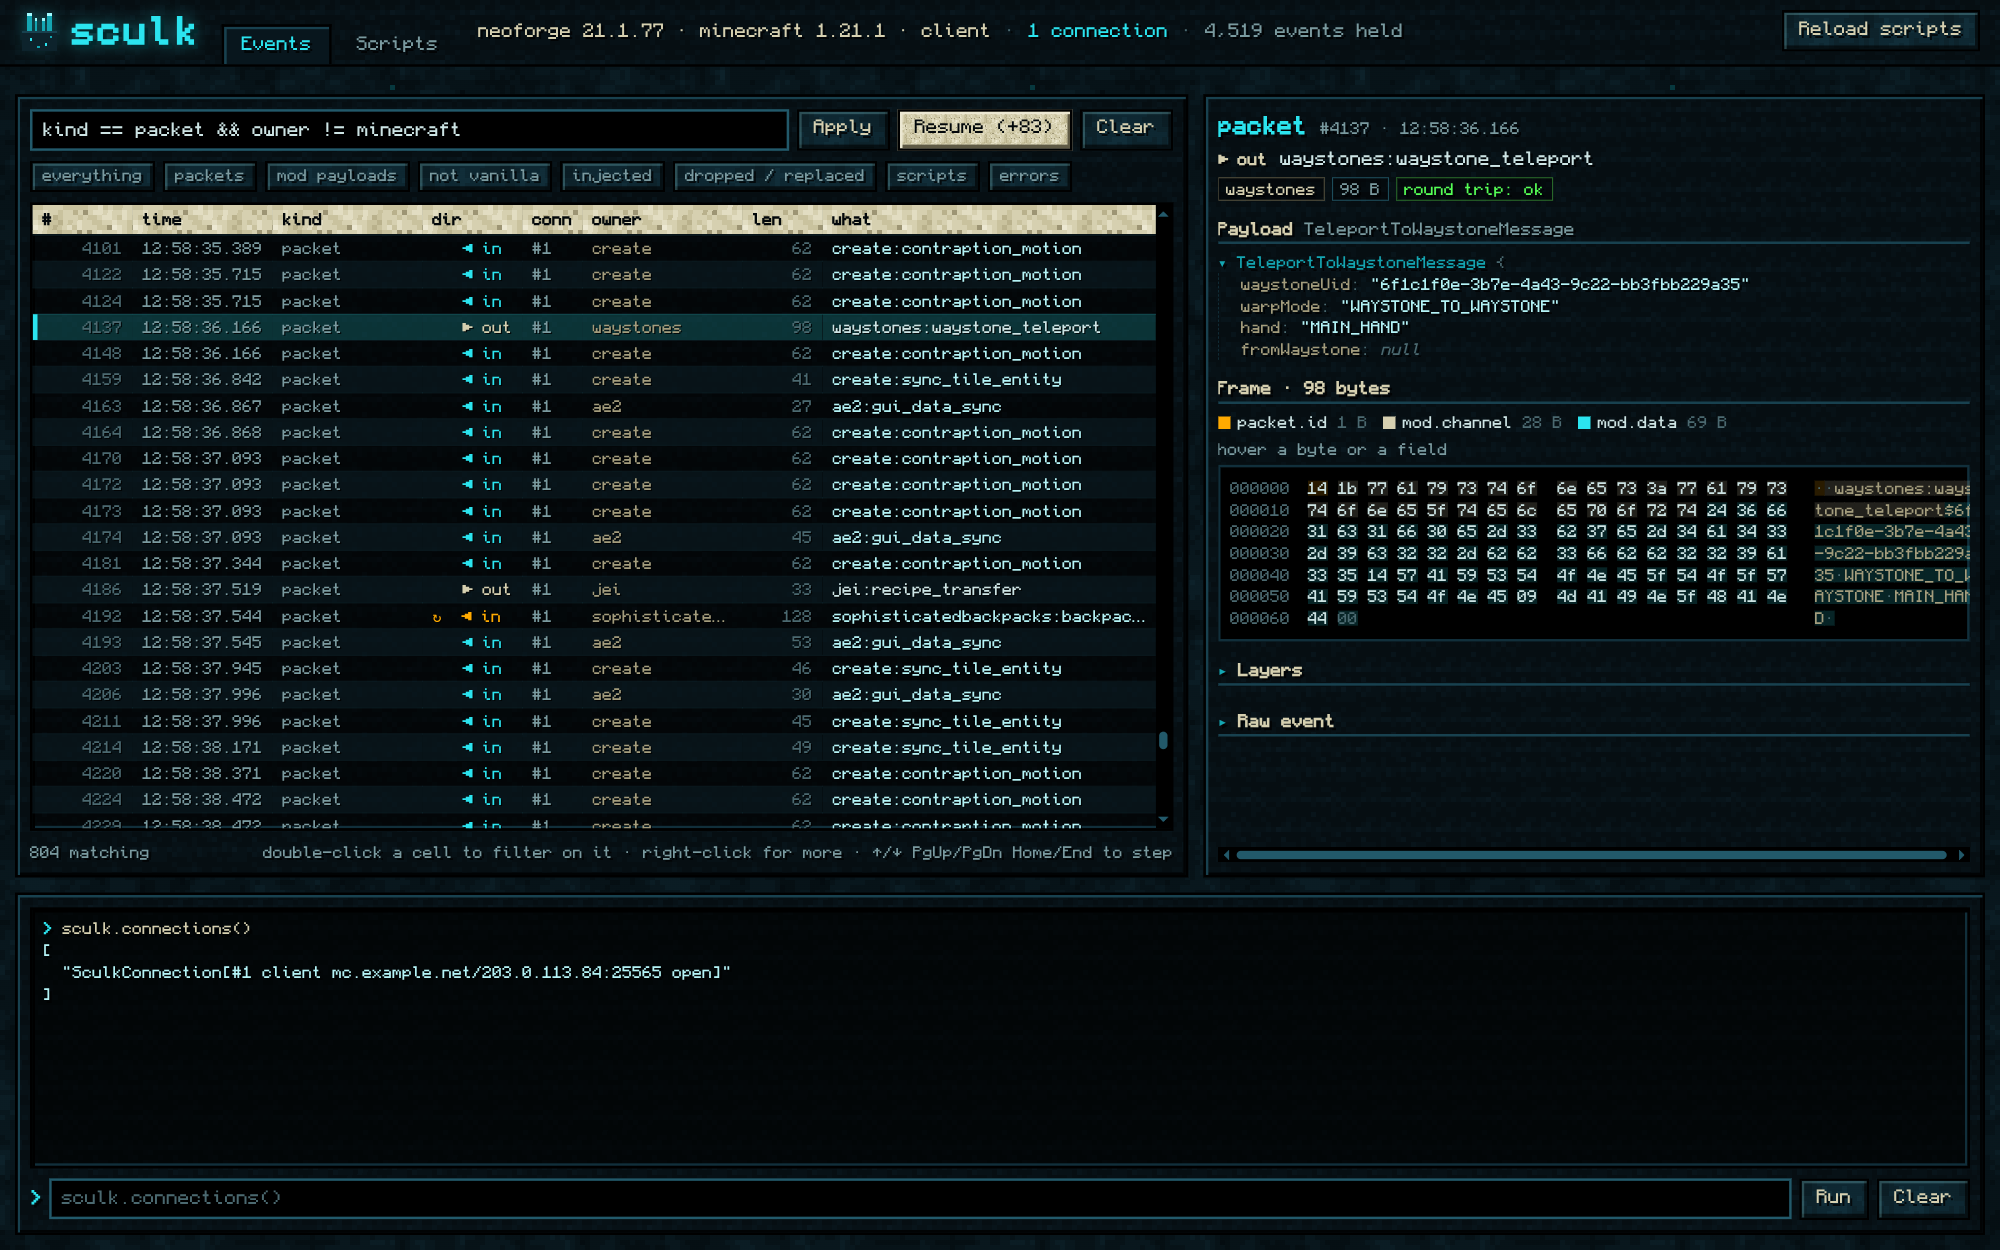 sculk Events Scripts neoforge 21.1.77 · minecraft 1.21.1 · client · 1 connection · 4,519 events held Reload scripts
kind == packet && owner != minecraft Apply Resume (+83) Clear
everything packets mod payloads not vanilla injected dropped / replaced scripts errors
# time kind dir conn owner len what
4101 12:58:35.389 packet ◄ in #1 create 62 create:contraption_motion
4122 12:58:35.715 packet ◄ in #1 create 62 create:contraption_motion
4124 12:58:35.715 packet ◄ in #1 create 62 create:contraption_motion
4137 12:58:36.166 packet ► out #1 waystones 98 waystones:waystone_teleport
4148 12:58:36.166 packet ◄ in #1 create 62 create:contraption_motion
4159 12:58:36.842 packet ◄ in #1 create 41 create:sync_tile_entity
4163 12:58:36.867 packet ◄ in #1 ae2 27 ae2:gui_data_sync
4164 12:58:36.868 packet ◄ in #1 create 62 create:contraption_motion
4170 12:58:37.093 packet ◄ in #1 create 62 create:contraption_motion
4172 12:58:37.093 packet ◄ in #1 create 62 create:contraption_motion
4173 12:58:37.093 packet ◄ in #1 create 62 create:contraption_motion
4174 12:58:37.093 packet ◄ in #1 ae2 45 ae2:gui_data_sync
4181 12:58:37.344 packet ◄ in #1 create 62 create:contraption_motion
4186 12:58:37.519 packet ► out #1 jei 33 jei:recipe_transfer
4192 12:58:37.544 packet ↻ ◄ in #1 sophisticate... 128 sophisticatedbackpacks:backpac...
4193 12:58:37.545 packet ◄ in #1 ae2 53 ae2:gui_data_sync
4203 12:58:37.945 packet ◄ in #1 create 46 create:sync_tile_entity
4206 12:58:37.996 packet ◄ in #1 ae2 30 ae2:gui_data_sync
4211 12:58:37.996 packet ◄ in #1 create 45 create:sync_tile_entity
4214 12:58:38.171 packet ◄ in #1 create 49 create:sync_tile_entity
4220 12:58:38.371 packet ◄ in #1 create 62 create:contraption_motion
4224 12:58:38.472 packet ◄ in #1 create 62 create:contraption_motion
4229 12:58:38.472 packet ◄ in #1 create 62 create:contraption_motion
804 matching double-click a cell to filter on it · right-click for more · ↑/↓ PgUp/PgDn Home/End to step
packet #4137 · 12:58:36.166
► out waystones:waystone_teleport
waystones 98 B round trip: ok
Payload TeleportToWaystoneMessage
▾ TeleportToWaystoneMessage {
waystoneUid: "6f1c1f0e-3b7e-4a43-9c22-bb3fbb229a35"
warpMode: "WAYSTONE_TO_WAYSTONE"
hand: "MAIN_HAND"
fromWaystone: null
Frame · 98 bytes
packet.id 1 B mod.channel 28 B mod.data 69 B
hover a byte or a field
000000 14 1b 77 61 79 73 74 6f 6e 65 73 3a 77 61 79 73 ··waystones:ways
000010 74 6f 6e 65 5f 74 65 6c 65 70 6f 72 74 24 36 66 tone_teleport$6f
000020 31 63 31 66 30 65 2d 33 62 37 65 2d 34 61 34 33 1c1f0e-3b7e-4a43
000030 2d 39 63 32 32 2d 62 62 33 66 62 62 32 32 39 61 -9c22-bb3fbb229a
000040 33 35 14 57 41 59 53 54 4f 4e 45 5f 54 4f 5f 57 35·WAYSTONE_TO_W
000050 41 59 53 54 4f 4e 45 09 4d 41 49 4e 5f 48 41 4e AYSTONE·MAIN_HAN
000060 44 00 D·
▸ Layers
▸ Raw event
❯ sculk.connections()
[
"SculkConnection[#1 client mc.example.net/203.0.113.84:25565 open]"
]
❯ sculk.connections() Run Clear